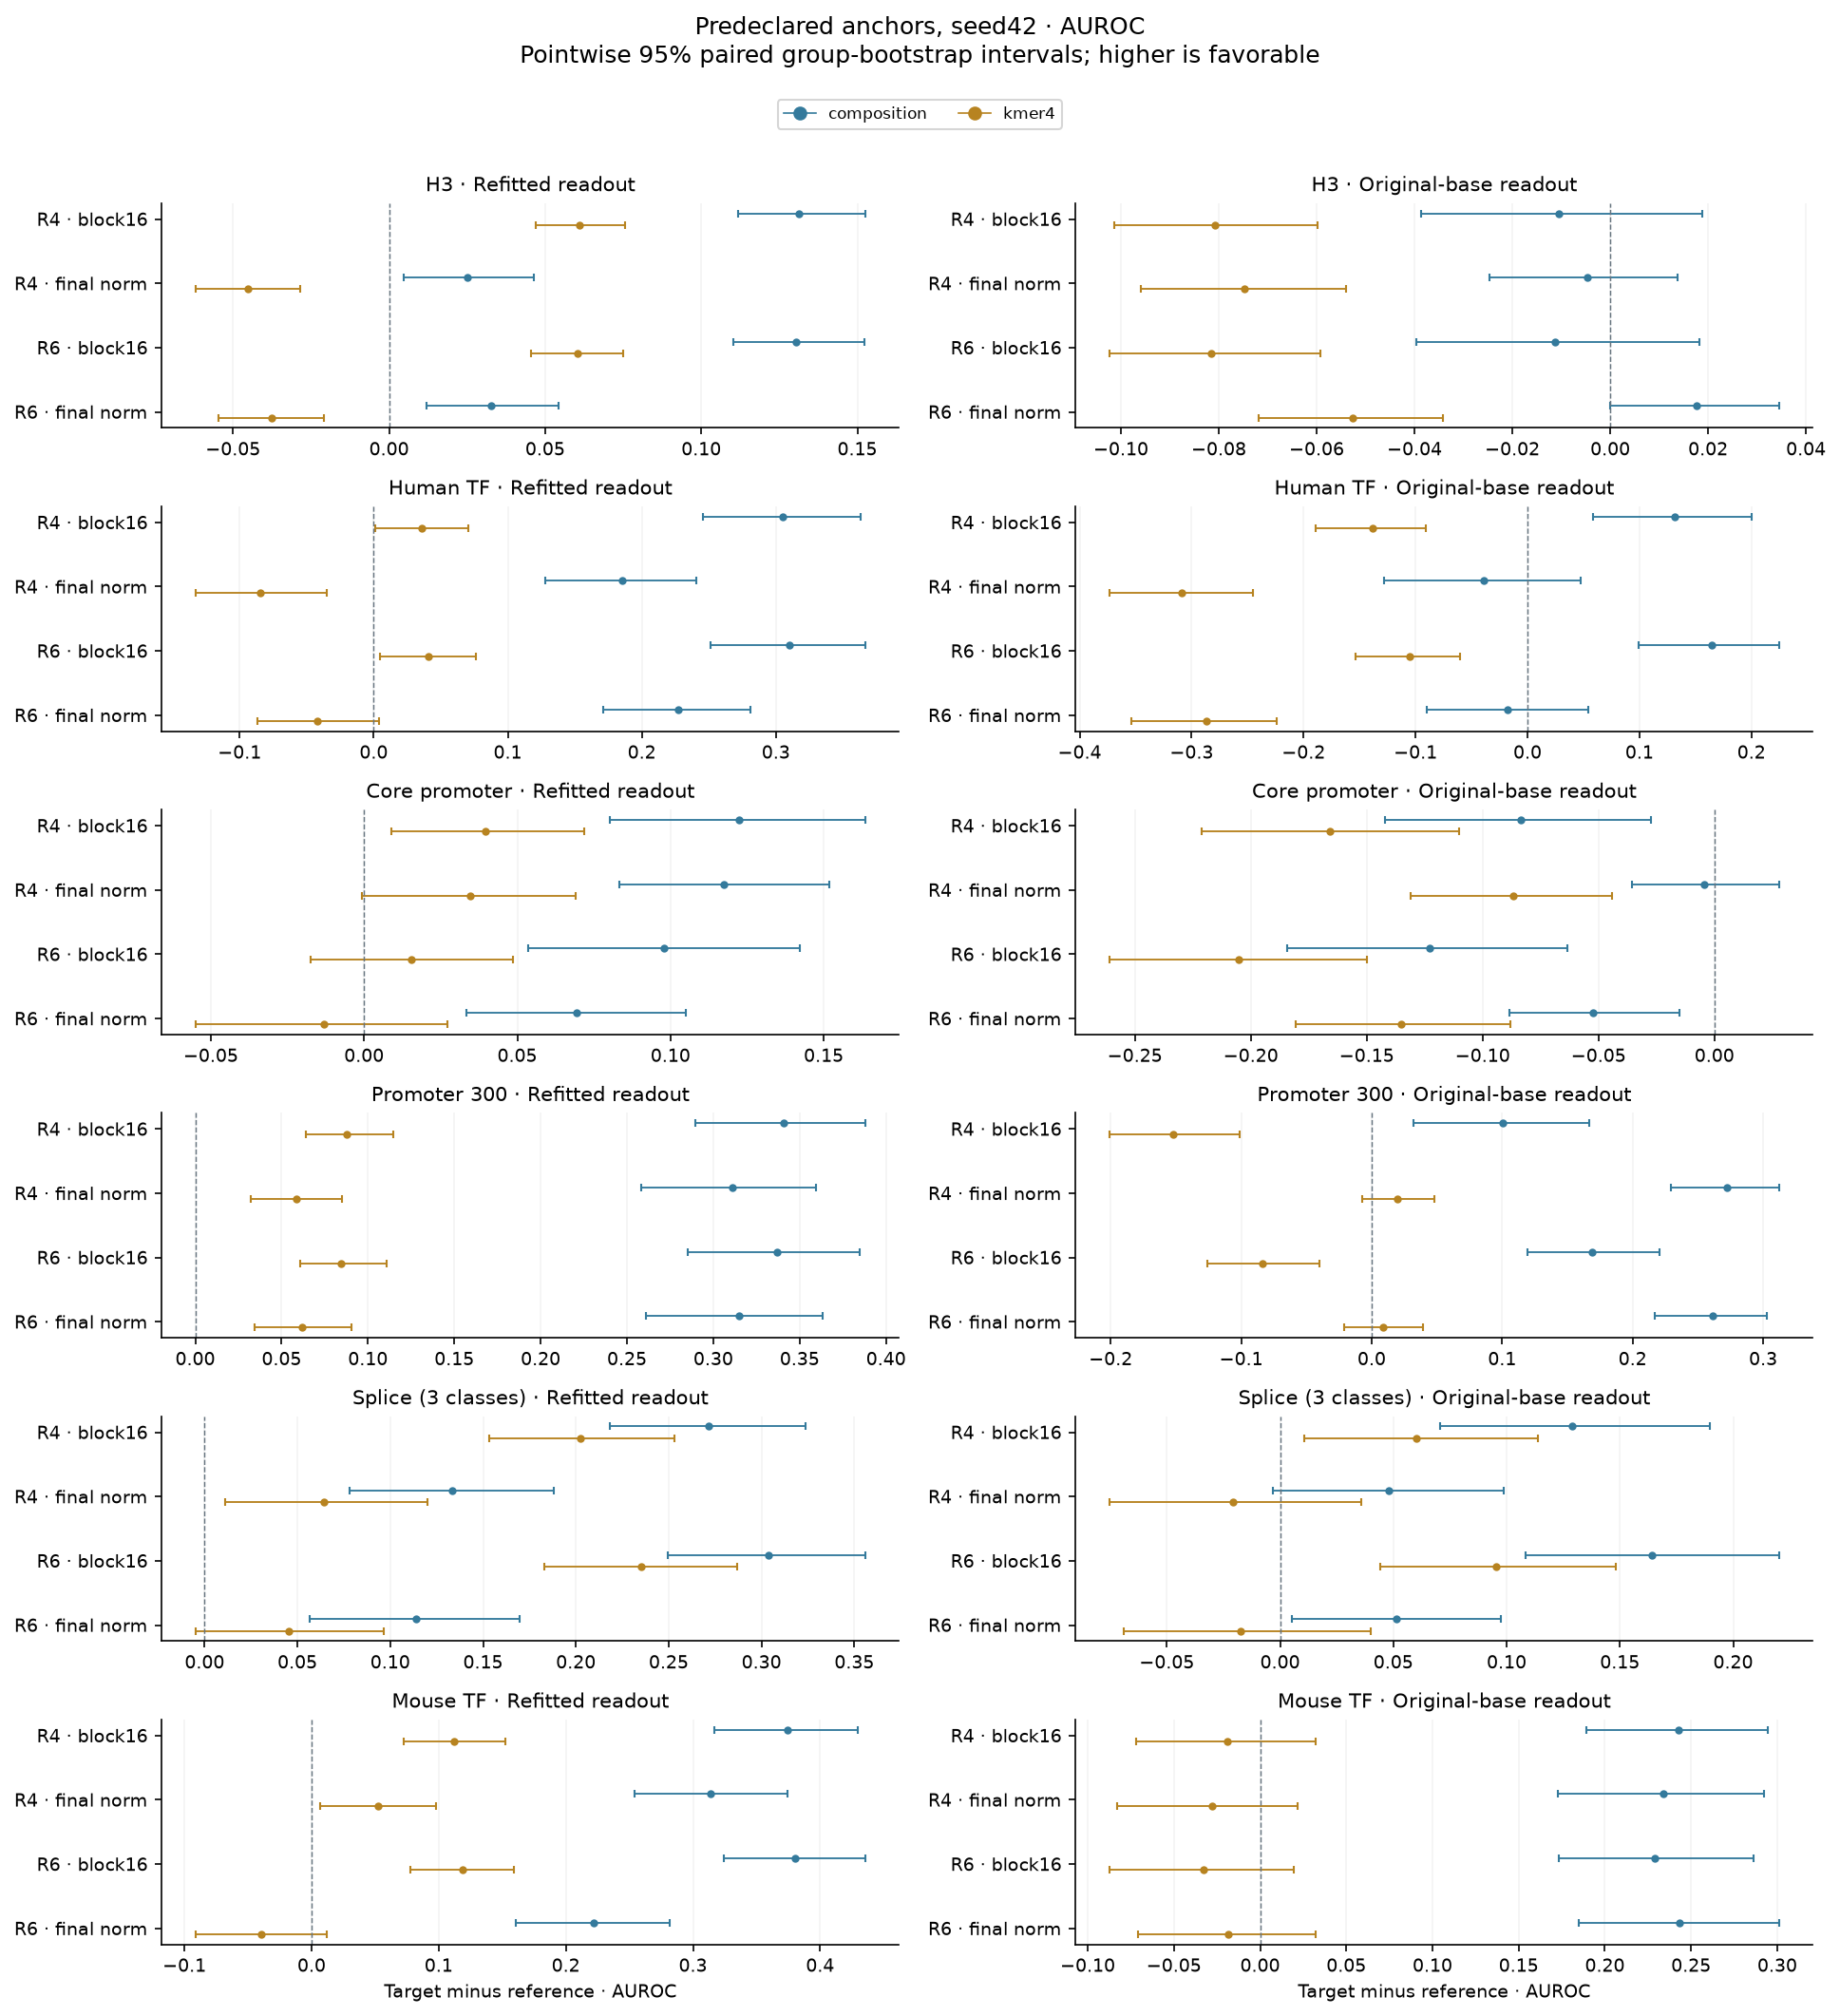 Predeclared anchors, seed42 · AUROC
Pointwise 95% paired group-bootstrap intervals; higher is favorable
composition kmer4
H3 · Refitted readout
R4 · block16
R4 · final norm
R6 · block16
R6 · final norm
−0.05 0.00 0.05 0.10 0.15
H3 · Original-base readout
R4 · block16
R4 · final norm
R6 · block16
R6 · final norm
−0.10 −0.08 −0.06 −0.04 −0.02 0.00 0.02 0.04
Human TF · Refitted readout
R4 · block16
R4 · final norm
R6 · block16
R6 · final norm
−0.1 0.0 0.1 0.2 0.3
Human TF · Original-base readout
R4 · block16
R4 · final norm
R6 · block16
R6 · final norm
−0.4 −0.3 −0.2 −0.1 0.0 0.1 0.2
Core promoter · Refitted readout
R4 · block16
R4 · final norm
R6 · block16
R6 · final norm
−0.05 0.00 0.05 0.10 0.15
Core promoter · Original-base readout
R4 · block16
R4 · final norm
R6 · block16
R6 · final norm
−0.25 −0.20 −0.15 −0.10 −0.05 0.00
Promoter 300 · Refitted readout
R4 · block16
R4 · final norm
R6 · block16
R6 · final norm
0.00 0.05 0.10 0.15 0.20 0.25 0.30 0.35 0.40
Promoter 300 · Original-base readout
R4 · block16
R4 · final norm
R6 · block16
R6 · final norm
−0.2 −0.1 0.0 0.1 0.2 0.3
Splice (3 classes) · Refitted readout
R4 · block16
R4 · final norm
R6 · block16
R6 · final norm
0.00 0.05 0.10 0.15 0.20 0.25 0.30 0.35
Splice (3 classes) · Original-base readout
R4 · block16
R4 · final norm
R6 · block16
R6 · final norm
−0.05 0.00 0.05 0.10 0.15 0.20
Mouse TF · Refitted readout
R4 · block16
R4 · final norm
R6 · block16
R6 · final norm
−0.1 0.0 0.1 0.2 0.3 0.4
Target minus reference · AUROC
Mouse TF · Original-base readout
R4 · block16
R4 · final norm
R6 · block16
R6 · final norm
−0.10 −0.05 0.00 0.05 0.10 0.15 0.20 0.25 0.30
Target minus reference · AUROC